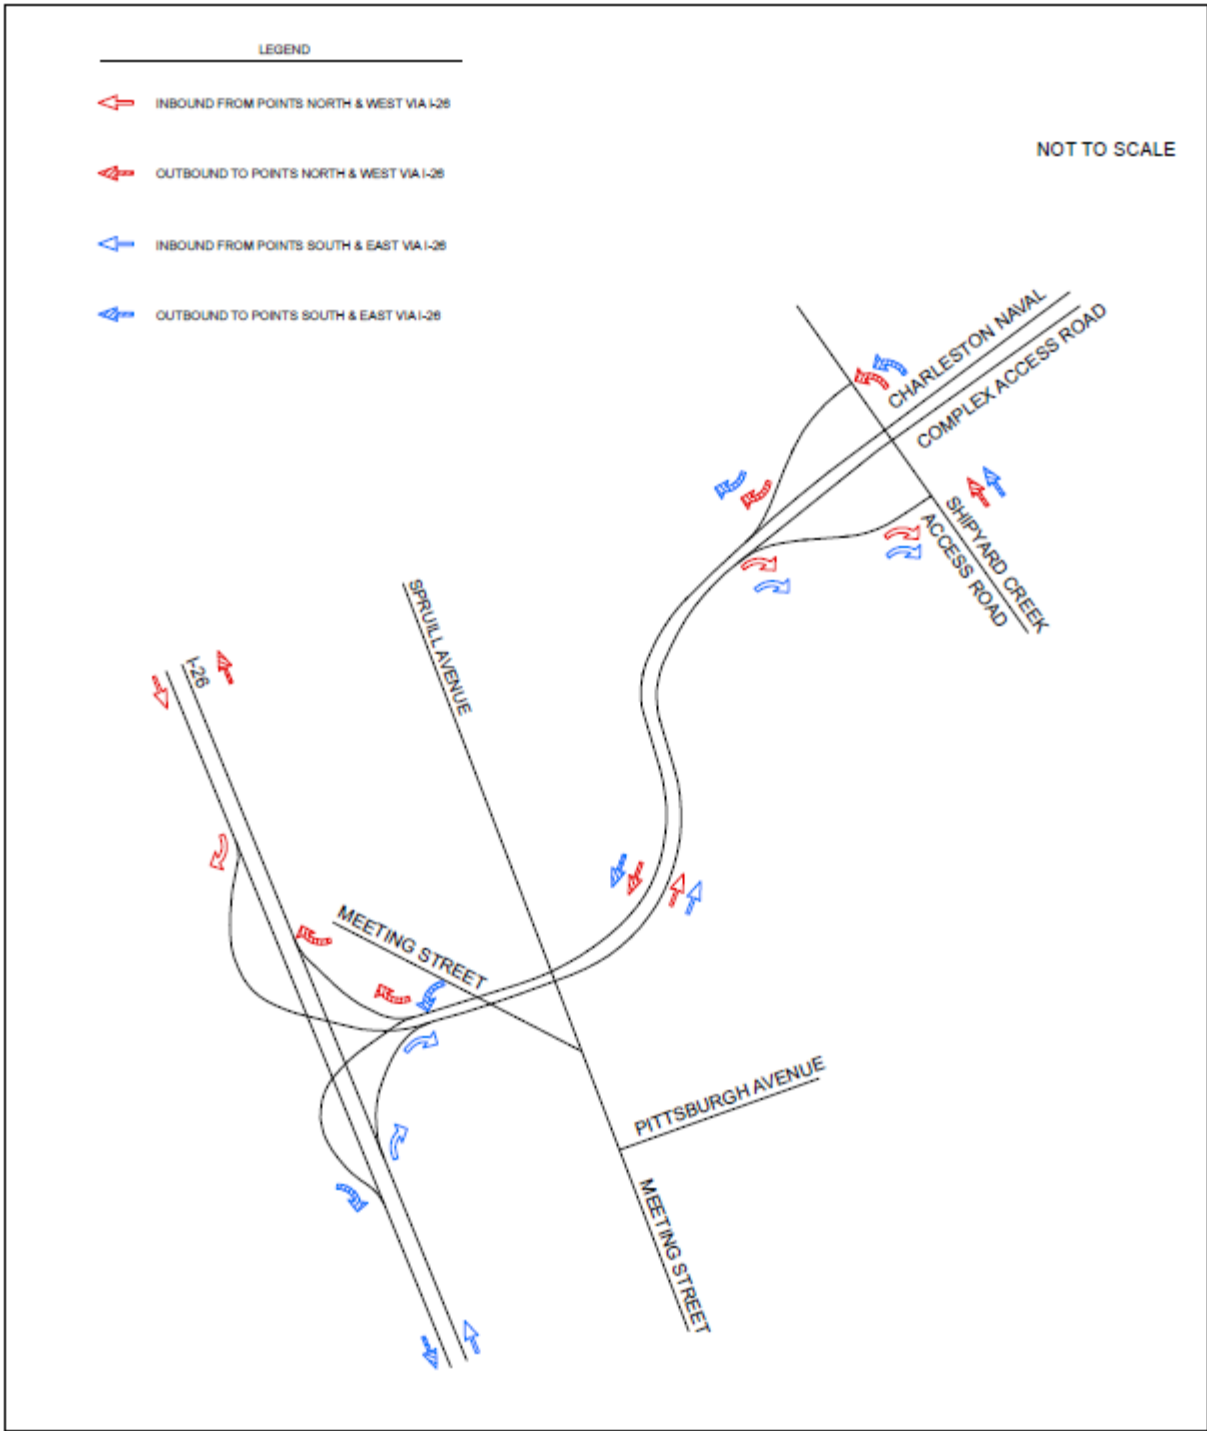 LEGEND
INBOUND FROM POINTS NORTH & WEST VIA I-26
NOT TO SCALE
OUTBOUND TO POINTS NORTH & WEST VIA I-26
INBOUND FROM POINTS SOUTH & EAST VIA I-26
OUTBOUND TO POINTS SOUTH & EAST VIA I-26
CHARLESTON NAVAL
COMPLEX ACCESS ROAD
SHIPYARD CREEK
ACCESS ROAD
SPRUILL AVENUE
I-26
MEETING STREET
PITTSBURGH AVENUE
MEETING STREET